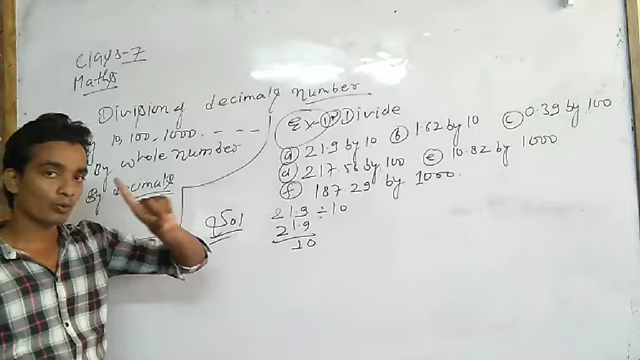 Class-7
Maths
Division of decimals number
By 10, 100, 1000. - - - -
By whole number
By decimals
Ex-1 Divide
(a) 21.9 by 10 (b) 1.62 by 10 (c) 0.39 by 100
(d) 217.56 by 100 (e) 10.82 by 1000
(f) 187.29 by 1000.
Sol
21.9 ÷ 10
21.9
10